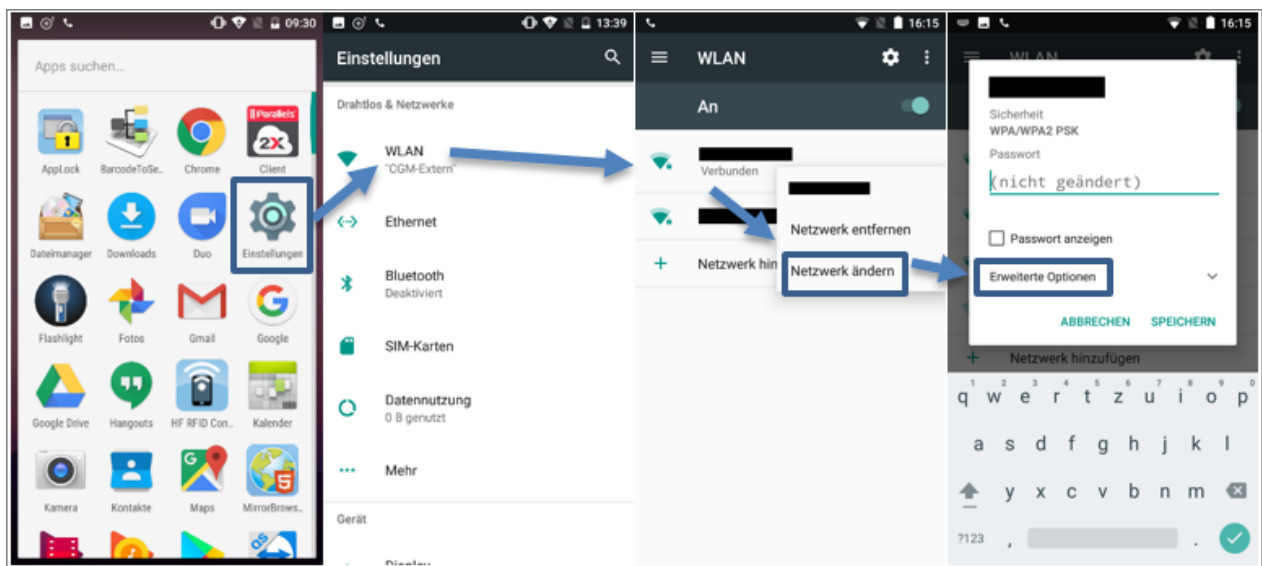 09:30
Apps suchen...
||Parallels
2X
AppLock
BarcodeToSe..
Chrome
Client
Dateimanager
Downloads
Duo
Einstellungen
Flashlight
Fotos
Gmail
Google
Google Drive
Hangouts
HF RFID Con..
Kalender
Kamera
Kontakte
Maps
MirrorBrows..
QS
13:39
Einstellungen
Drahtlos & Netzwerke
WLAN
"CGM-Extern"
Ethernet
Bluetooth
Deaktiviert
SIM-Karten
Datennutzung
0 B genutzt
Mehr
Gerät
Display
16:15
WLAN
An
Verbunden
Netzwerk entfernen
Netzwerk hin
Netzwerk ändern
16:15
WLAN
Sicherheit
WPA/WPA2 PSK
Passwort
(nicht geändert)
Passwort anzeigen
Erweiterte Optionen
ABBRECHEN SPEICHERN
Netzwerk hinzufügen
1 2 3 4 5 6 7 8 9 0
q w e r t z u i o p
a s d f g h j k l
y x c v b n m
?123 , .